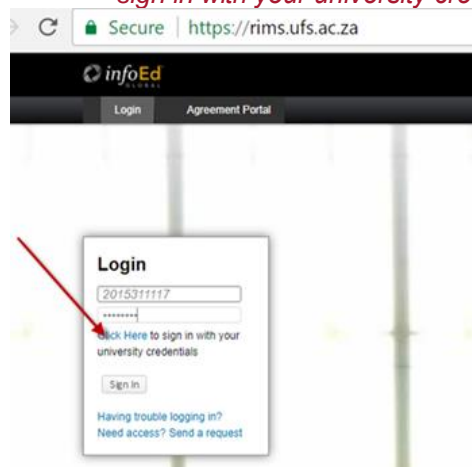 sign in with your university cre
Secure | https://rims.ufs.ac.za
infoEd
GLOBAL
Login Agreement Portal
Login
2015311117
••••••••
Click Here to sign in with your
university credentials
Sign In
Having trouble logging in?
Need access? Send a request